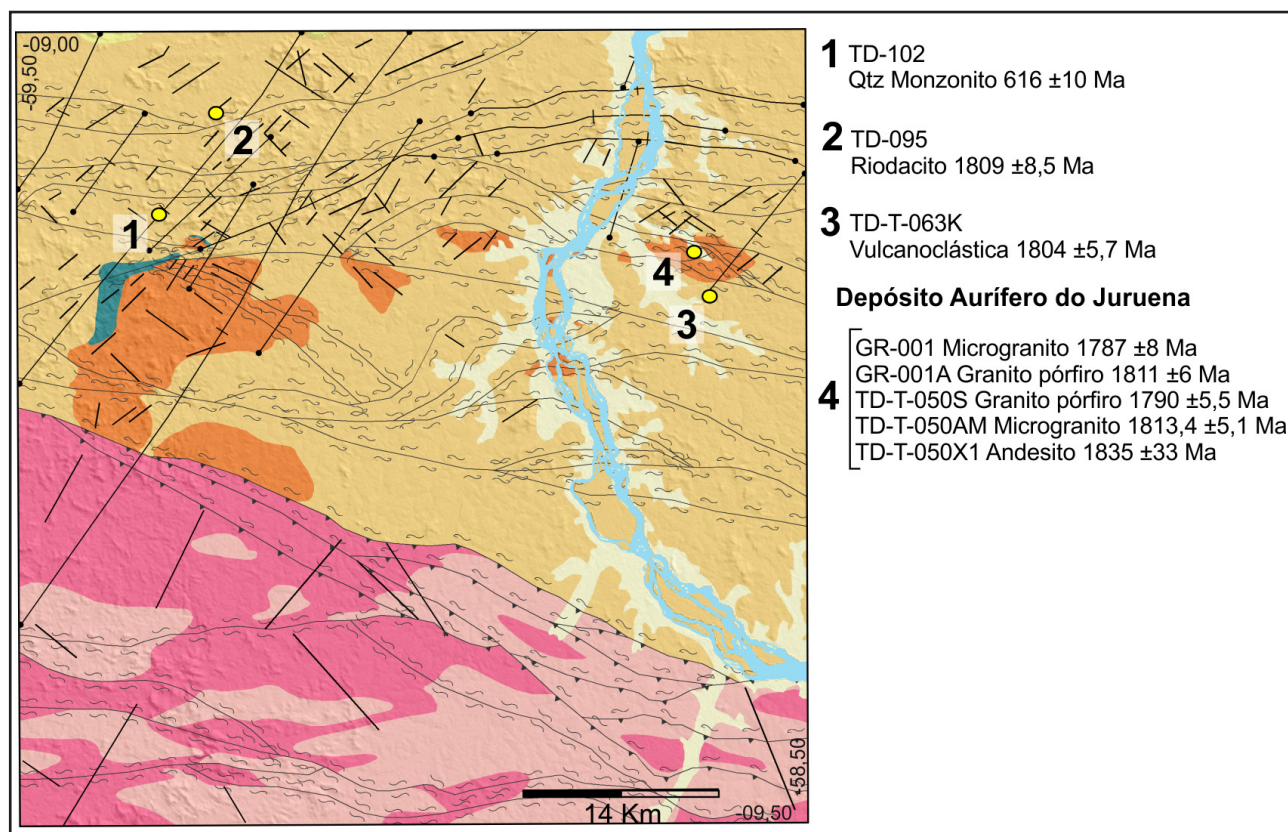 -09,00
-59,50
2
1
4
3
14 Km
-58,50
-09,50
1 TD-102
Qtz Monzonito 616 ±10 Ma
2 TD-095
Riodacito 1809 ±8,5 Ma
3 TD-T-063K
Vulcanoclástica 1804 ±5,7 Ma
Depósito Aurífero do Juruena
4
GR-001 Microgranito 1787 ±8 Ma
GR-001A Granito pórfiro 1811 ±6 Ma
TD-T-050S Granito pórfiro 1790 ±5,5 Ma
TD-T-050AM Microgranito 1813,4 ±5,1 Ma
TD-T-050X1 Andesito 1835 ±33 Ma